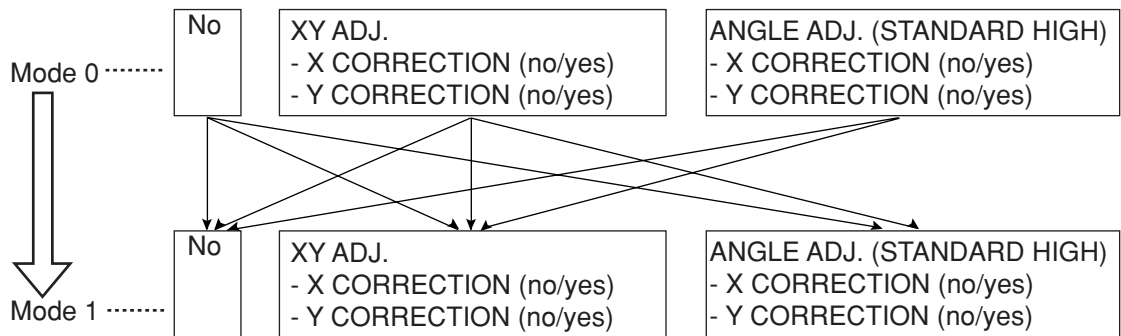 No
XY ADJ.
- X CORRECTION (no/yes)
- Y CORRECTION (no/yes)
ANGLE ADJ. (STANDARD HIGH)
- X CORRECTION (no/yes)
- Y CORRECTION (no/yes)
Mode 0
No
XY ADJ.
- X CORRECTION (no/yes)
- Y CORRECTION (no/yes)
ANGLE ADJ. (STANDARD HIGH)
- X CORRECTION (no/yes)
- Y CORRECTION (no/yes)
Mode 1